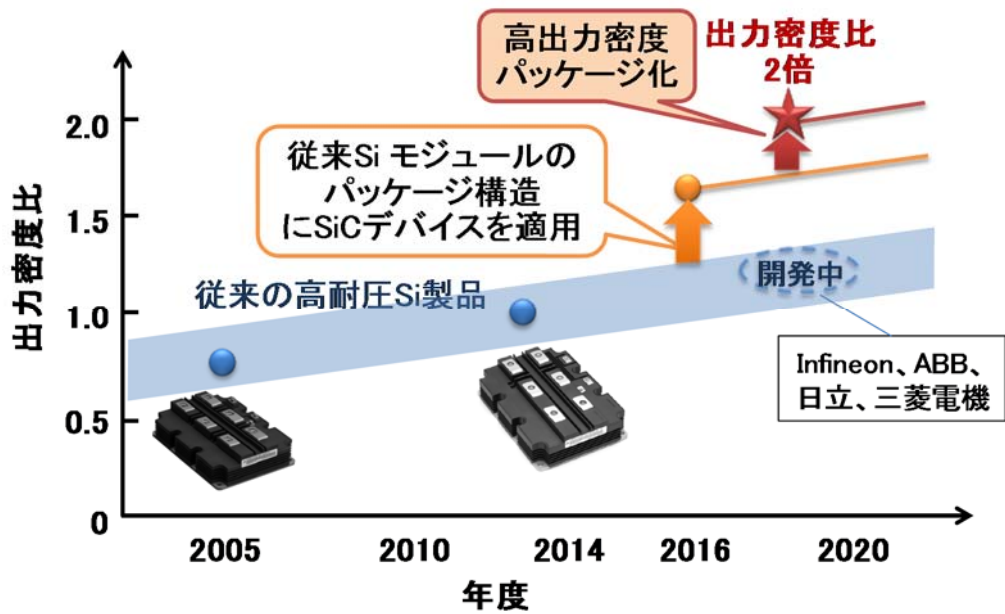 高出力密度
パッケージ化
出力密度比
2倍
従来Si モジュールの
パッケージ構造
にSiCデバイスを適用
従来の高耐圧Si製品
開発中
Infineon、ABB、
日立、三菱電機
出力密度比
2.0
1.5
1.0
0.5
0
2005
2010
2014
2016
2020
年度